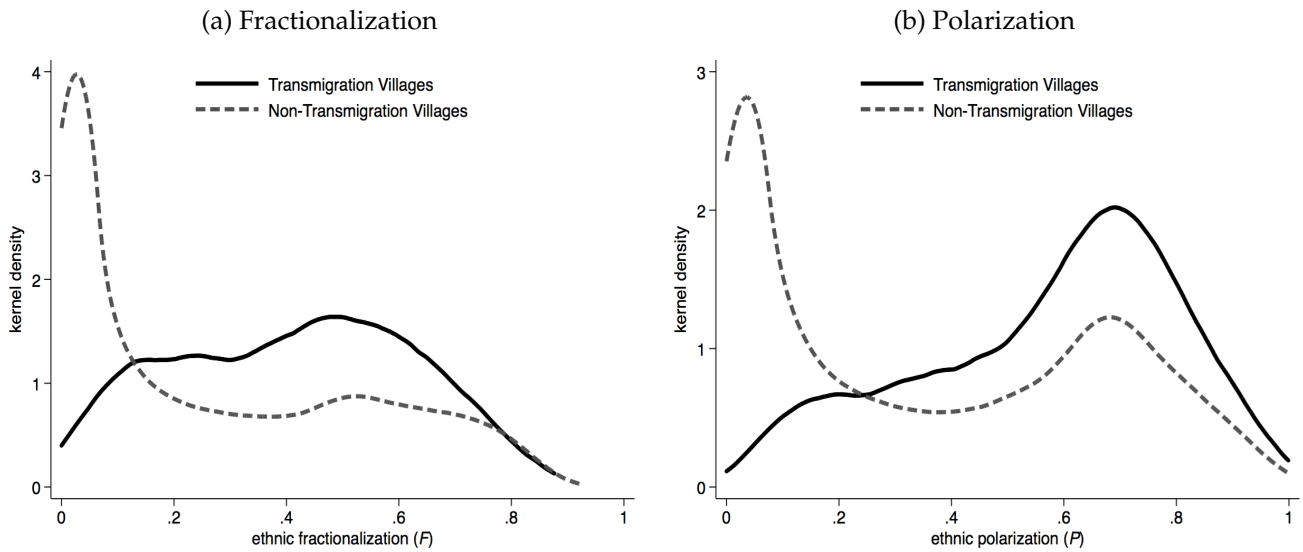 (a) Fractionalization
4
3
2
1
0
kernel density
Transmigration Villages
Non-Transmigration Villages
0 .2 .4 .6 .8 1
ethnic fractionalization (F)
(b) Polarization
3
2
1
0
kernel density
Transmigration Villages
Non-Transmigration Villages
0 .2 .4 .6 .8 1
ethnic polarization (P)